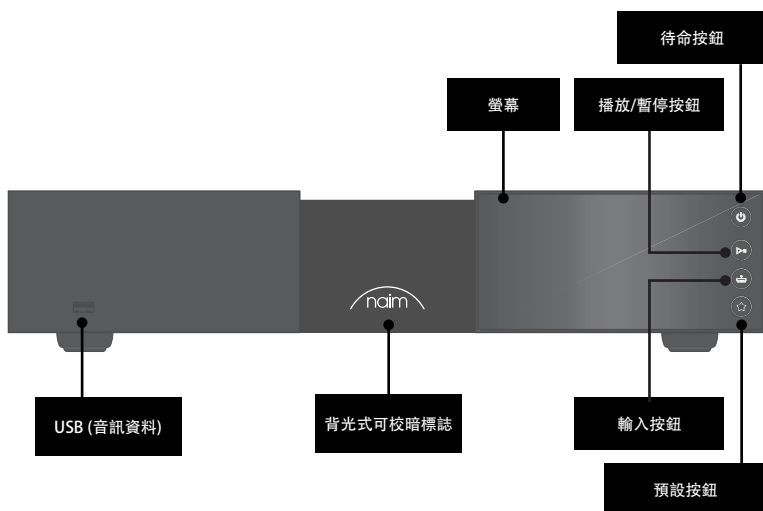 待命按鈕
螢幕
播放/暫停按鈕
naim
USB (音訊資料)
背光式可校暗標誌
輸入按鈕
預設按鈕